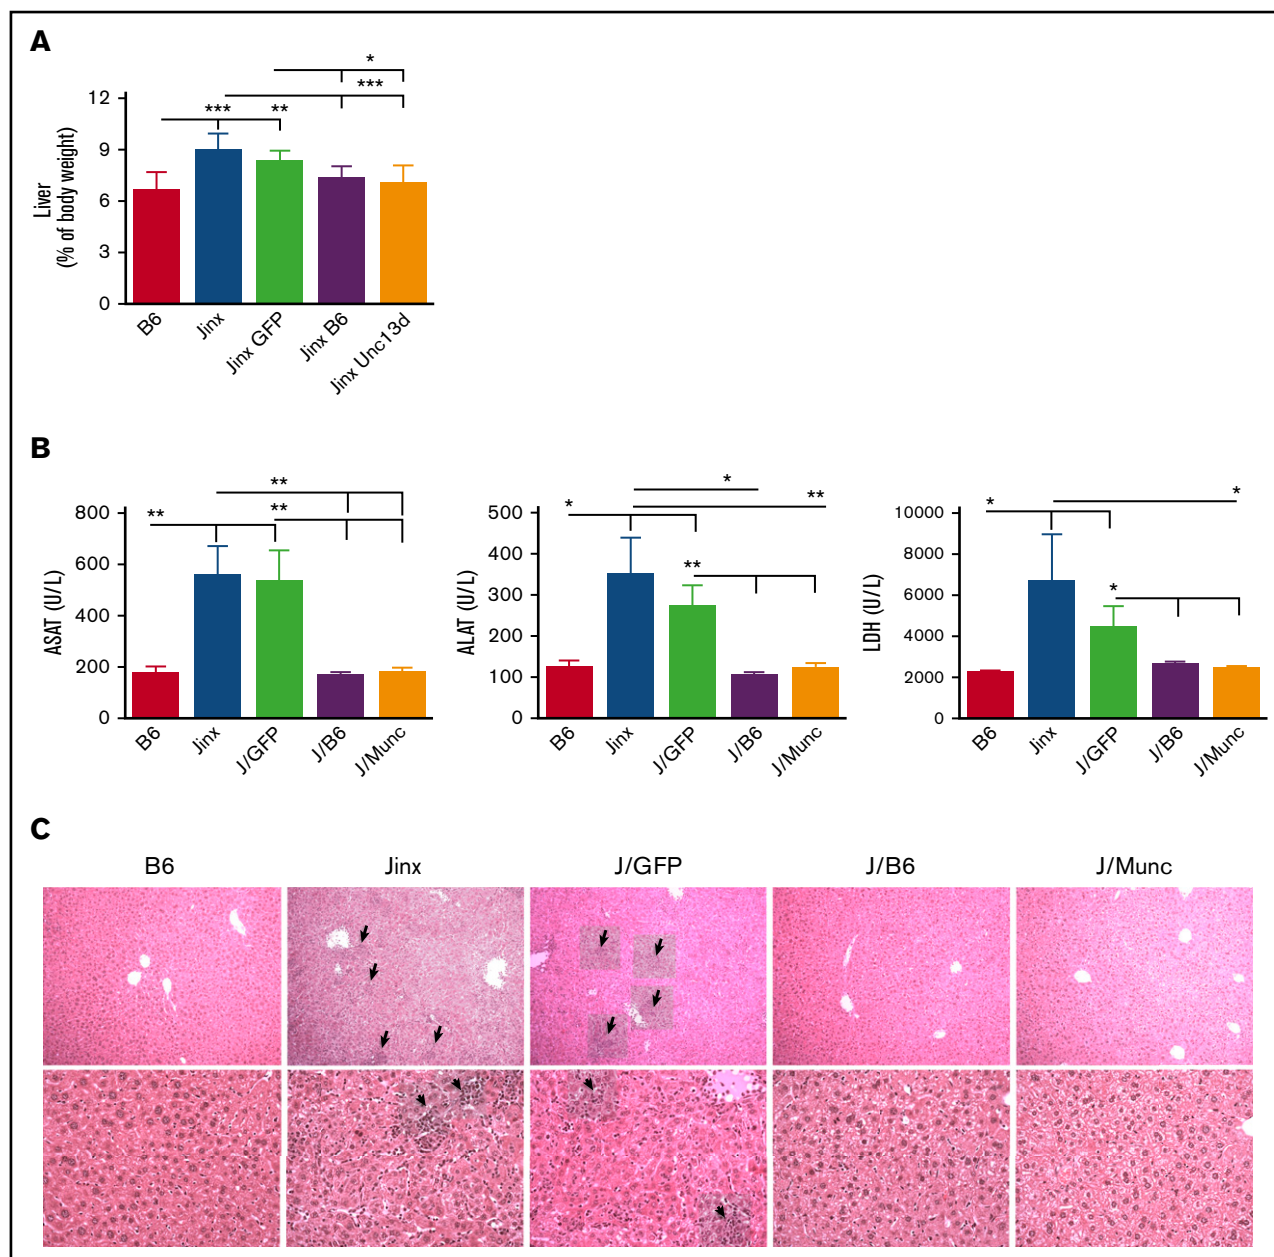 A
*
***
***
**
12
9
6
3
0
Liver
(% of body weight)
B6
Jinx
Jinx GFP
Jinx B6
Jinx Unc13d
B
**
**
**
800
600
400
200
0
ASAT (U/L)
B6
Jinx
J/GFP
J/B6
J/Munc
*
**
*
**
500
400
300
200
100
0
ALAT (U/L)
B6
Jinx
J/GFP
J/B6
J/Munc
*
*
*
10000
8000
6000
4000
2000
0
LDH (U/L)
B6
Jinx
J/GFP
J/B6
J/Munc
C
B6
Jinx
J/GFP
J/B6
J/Munc